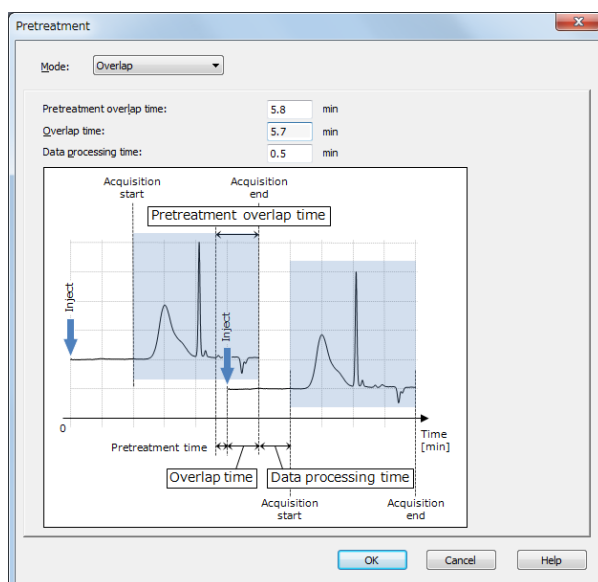 Pretreatment
Mode: Overlap
Pretreatment overlap time: 5.8 min
Overlap time: 5.7 min
Data processing time: 0.5 min
Acquisition start
Acquisition end
Pretreatment overlap time
Inject
Inject
0
Time [min]
Pretreatment time
Overlap time
Data processing time
Acquisition start
Acquisition end
OK Cancel Help